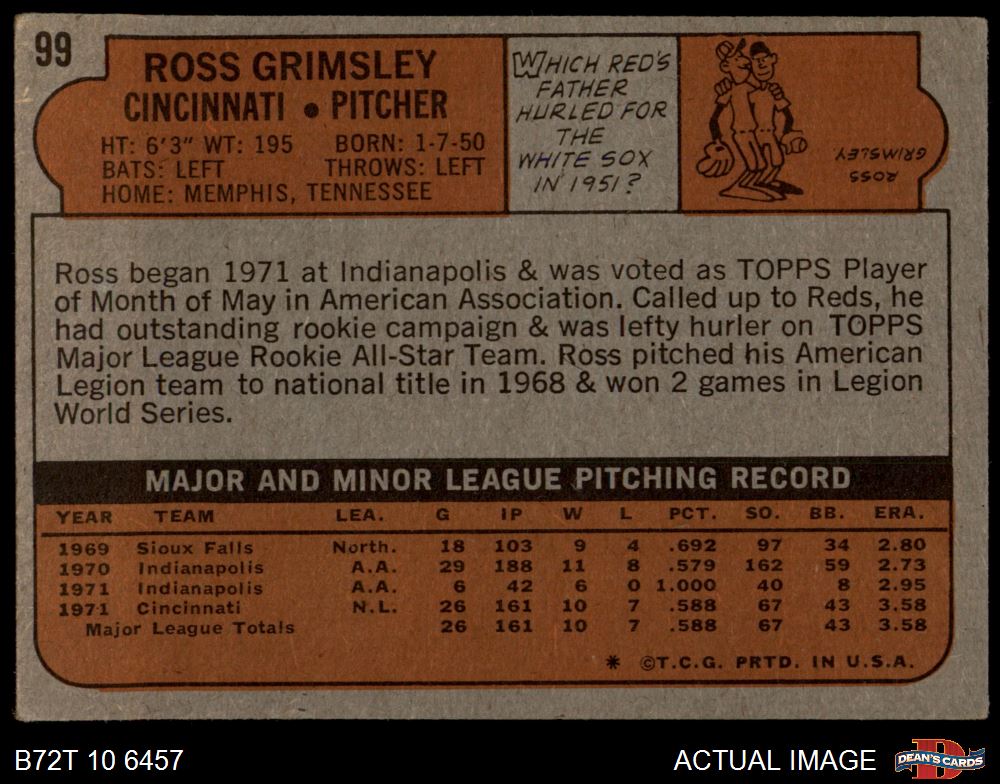 99
ROSS GRIMSLEY
CINCINNATI • PITCHER
HT: 6'3" WT: 195 BORN: 1-7-50
BATS: LEFT THROWS: LEFT
HOME: MEMPHIS, TENNESSEE
WHICH RED'S
FATHER
HURLED FOR
THE
WHITE SOX
IN 1951?
ROSS
GRIMSLEY
Ross began 1971 at Indianapolis & was voted as TOPPS Player
of Month of May in American Association. Called up to Reds, he
had outstanding rookie campaign & was lefty hurler on TOPPS
Major League Rookie All-Star Team. Ross pitched his American
Legion team to national title in 1968 & won 2 games in Legion
World Series.
MAJOR AND MINOR LEAGUE PITCHING RECORD
YEAR TEAM LEA. G IP W L PCT. SO. BB. ERA.
1969 Sioux Falls North. 18 103 9 4 .692 97 34 2.80
1970 Indianapolis A.A. 29 188 11 8 .579 162 59 2.73
1971 Indianapolis A.A. 6 42 6 0 1.000 40 8 2.95
1971 Cincinnati N.L. 26 161 10 7 .588 67 43 3.58
Major League Totals 26 161 10 7 .588 67 43 3.58
* ©T.C.G. PRTD. IN U.S.A.
B72T 10 6457
ACTUAL IMAGE
D
DEAN'S CARDS